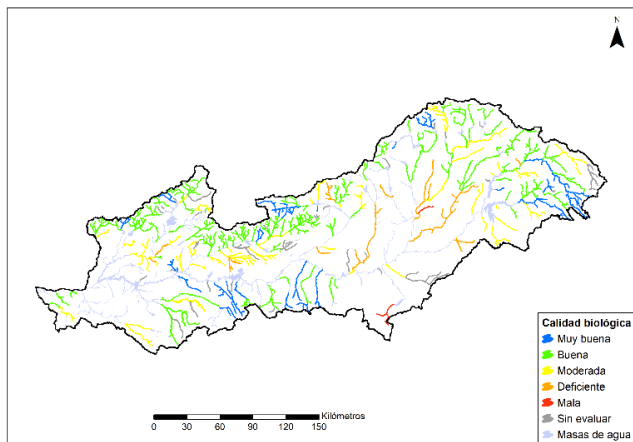 N
Calidad biológica
Muy buena
Buena
Moderada
Deficiente
Mala
Sin evaluar
Masas de agua
Kilómetros
0 30 60 90 120 150